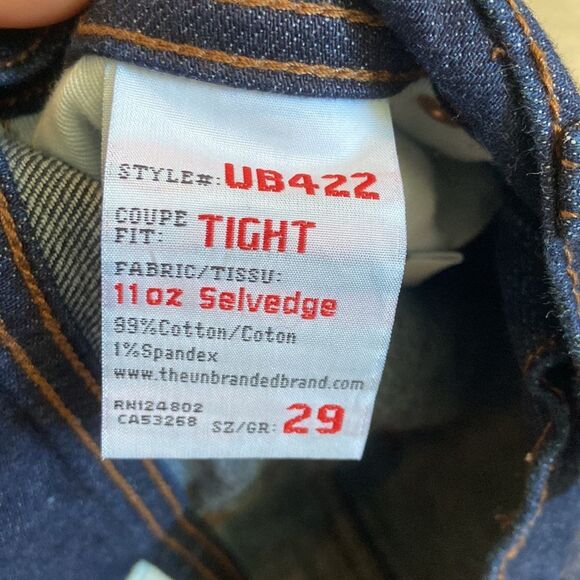 STYLE#: UB422
COUPE
FIT: TIGHT
FABRIC/TISSU:
11oz Selvedge
99%Cotton/Coton
1%Spandex
www.theunbrandedbrand.com
RN124802
CA53268 SZ/GR: 29